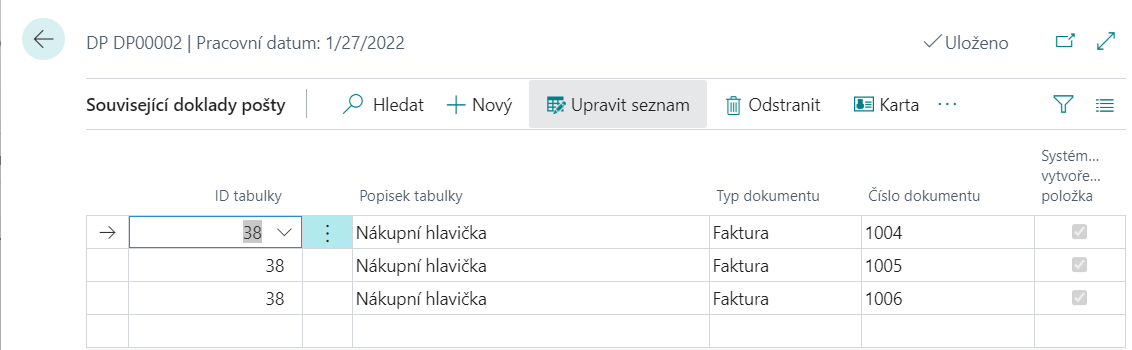 DP DP00002 | Pracovní datum: 1/27/2022
Uloženo
Související doklady pošty
Hledat
Nový
Upravit seznam
Odstranit
Karta
ID tabulky
Popisek tabulky
Typ dokumentu
Číslo dokumentu
Systém...
vytvoře...
položka
38 Nákupní hlavička Faktura 1004
38 Nákupní hlavička Faktura 1005
38 Nákupní hlavička Faktura 1006